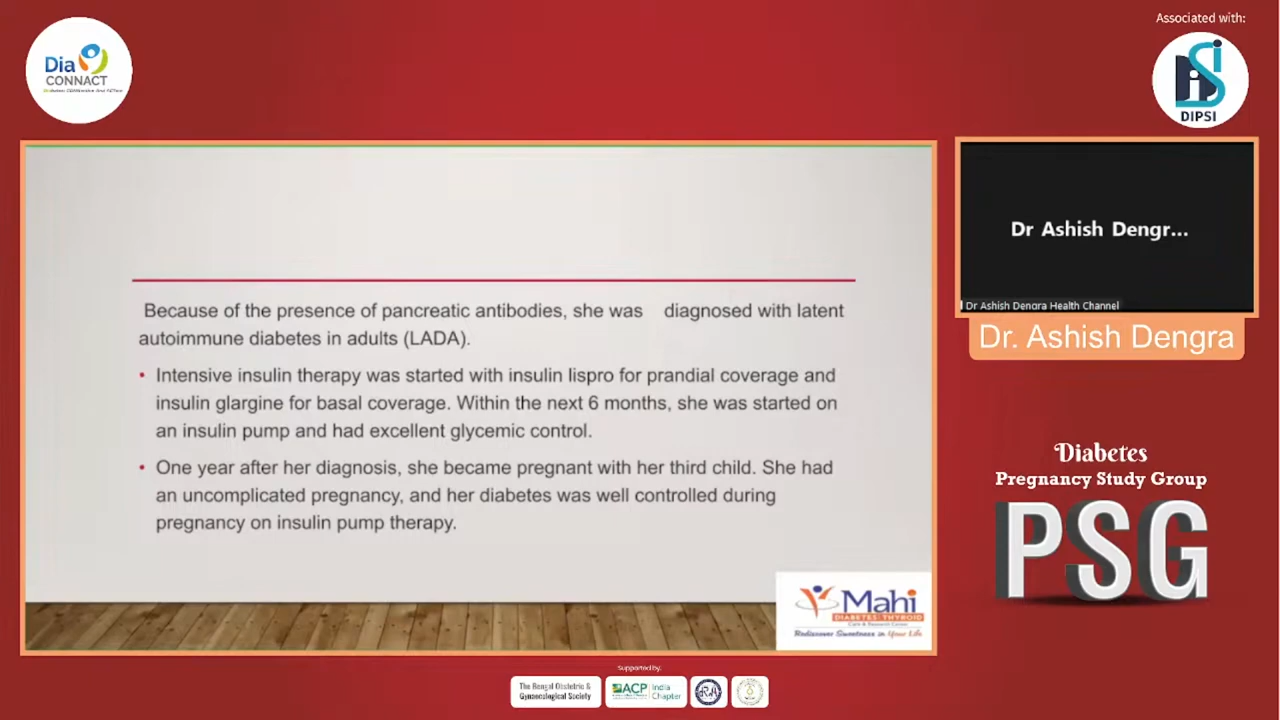 Associated with:
Dia
CONNACT
DIPSI
Because of the presence of pancreatic antibodies, she was diagnosed with latent
autoimmune diabetes in adults (LADA).
• Intensive insulin therapy was started with insulin lispro for prandial coverage and
insulin glargine for basal coverage. Within the next 6 months, she was started on
an insulin pump and had excellent glycemic control.
• One year after her diagnosis, she became pregnant with her third child. She had
an uncomplicated pregnancy, and her diabetes was well controlled during
pregnancy on insulin pump therapy.
Mahi
DIABETES THYROID
Care & Research Center
Rediscover Sweetness in Your Life
Dr Ashish Dengr...
Dr Ashish Dengra Health Channel
Dr. Ashish Dengra
Diabetes
Pregnancy Study Group
PSG
Supported by:
The Bengal Obstetric &
Gynaecological Society
ACP
India
Chapter